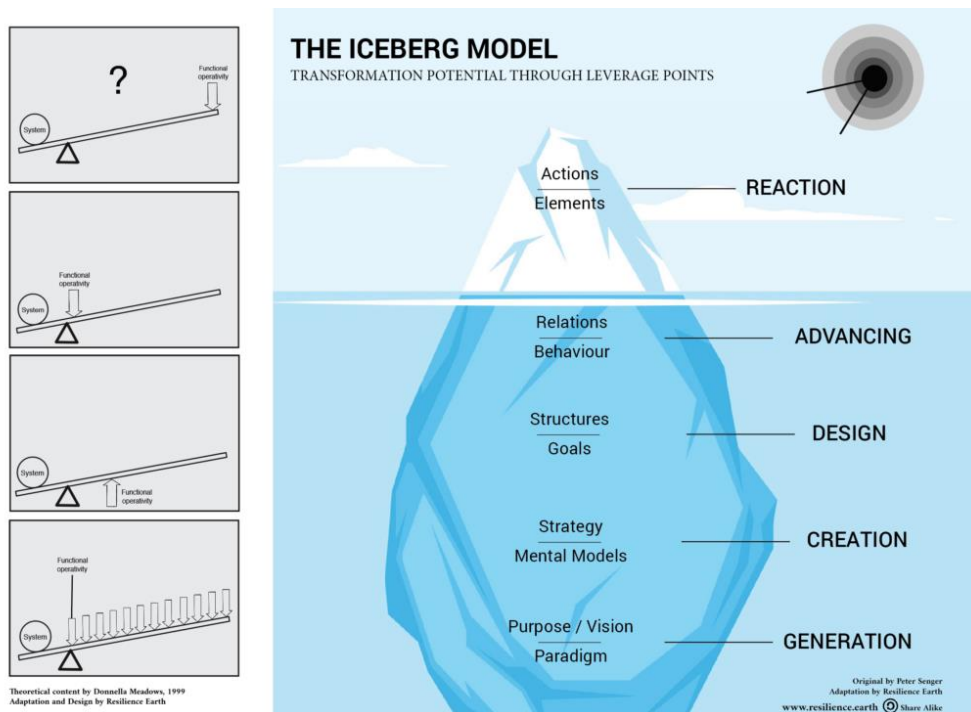 ?
Functional
operativity
System
Functional
operativity
System
System
Functional
operativity
Functional
operativity
System
Theoretical content by Donnella Meadows, 1999
Adaptation and Design by Resilience Earth
THE ICEBERG MODEL
TRANSFORMATION POTENTIAL THROUGH LEVERAGE POINTS
Actions
Elements
REACTION
Relations
Behaviour
ADVANCING
Structures
Goals
DESIGN
Strategy
Mental Models
CREATION
Purpose / Vision
Paradigm
GENERATION
Original by Peter Senger
Adaptation by Resilience Earth
www.resilience.earth Share Alike